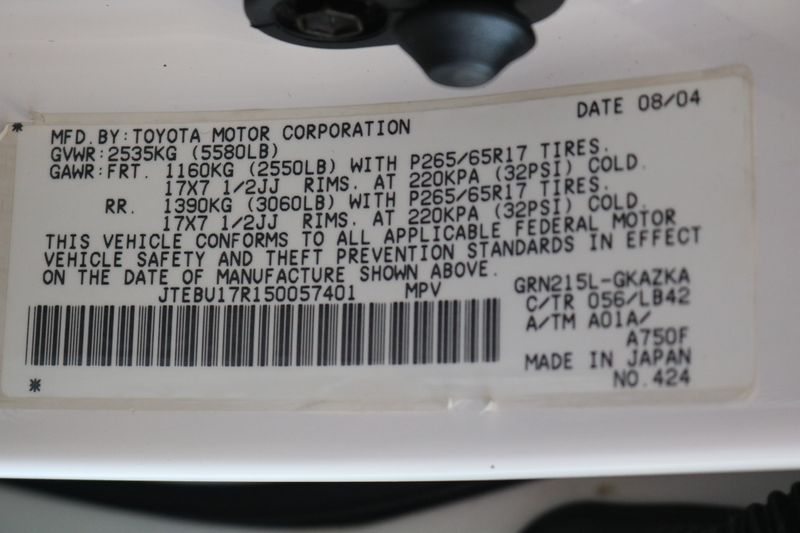 DATE 08/04
* MFD.BY:TOYOTA MOTOR CORPORATION
GVWR:2535KG (5580LB)
GAWR:FRT. 1160KG (2550LB) WITH P265/65R17 TIRES.
17X7 1/2JJ RIMS. AT 220KPA (32PSI) COLD.
RR. 1390KG (3060LB) WITH P265/65R17 TIRES.
17X7 1/2JJ RIMS. AT 220KPA (32PSI) COLD.
THIS VEHICLE CONFORMS TO ALL APPLICABLE FEDERAL MOTOR
VEHICLE SAFETY AND THEFT PREVENTION STANDARDS IN EFFECT
ON THE DATE OF MANUFACTURE SHOWN ABOVE.
JTEBU17R150057401 MPV
GRN215L-GKAZKA
C/TR 056/LB42
A/TM A01A/
A750F
MADE IN JAPAN
* NO.424